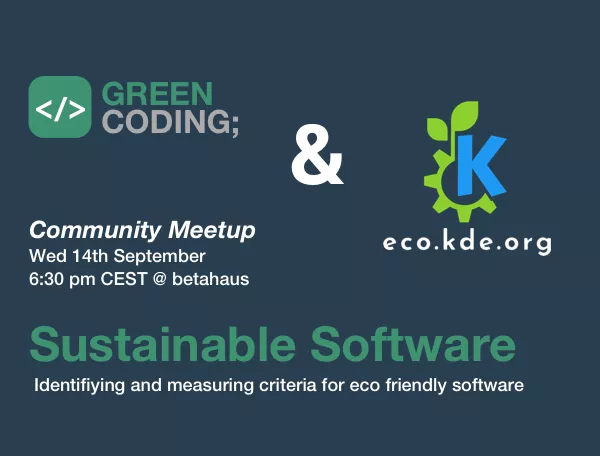 </>
GREEN
CODING;
&
K
eco.kde.org
Community Meetup
Wed 14th September
6:30 pm CEST @ betahaus
Sustainable Software
Identifiying and measuring criteria for eco friendly software